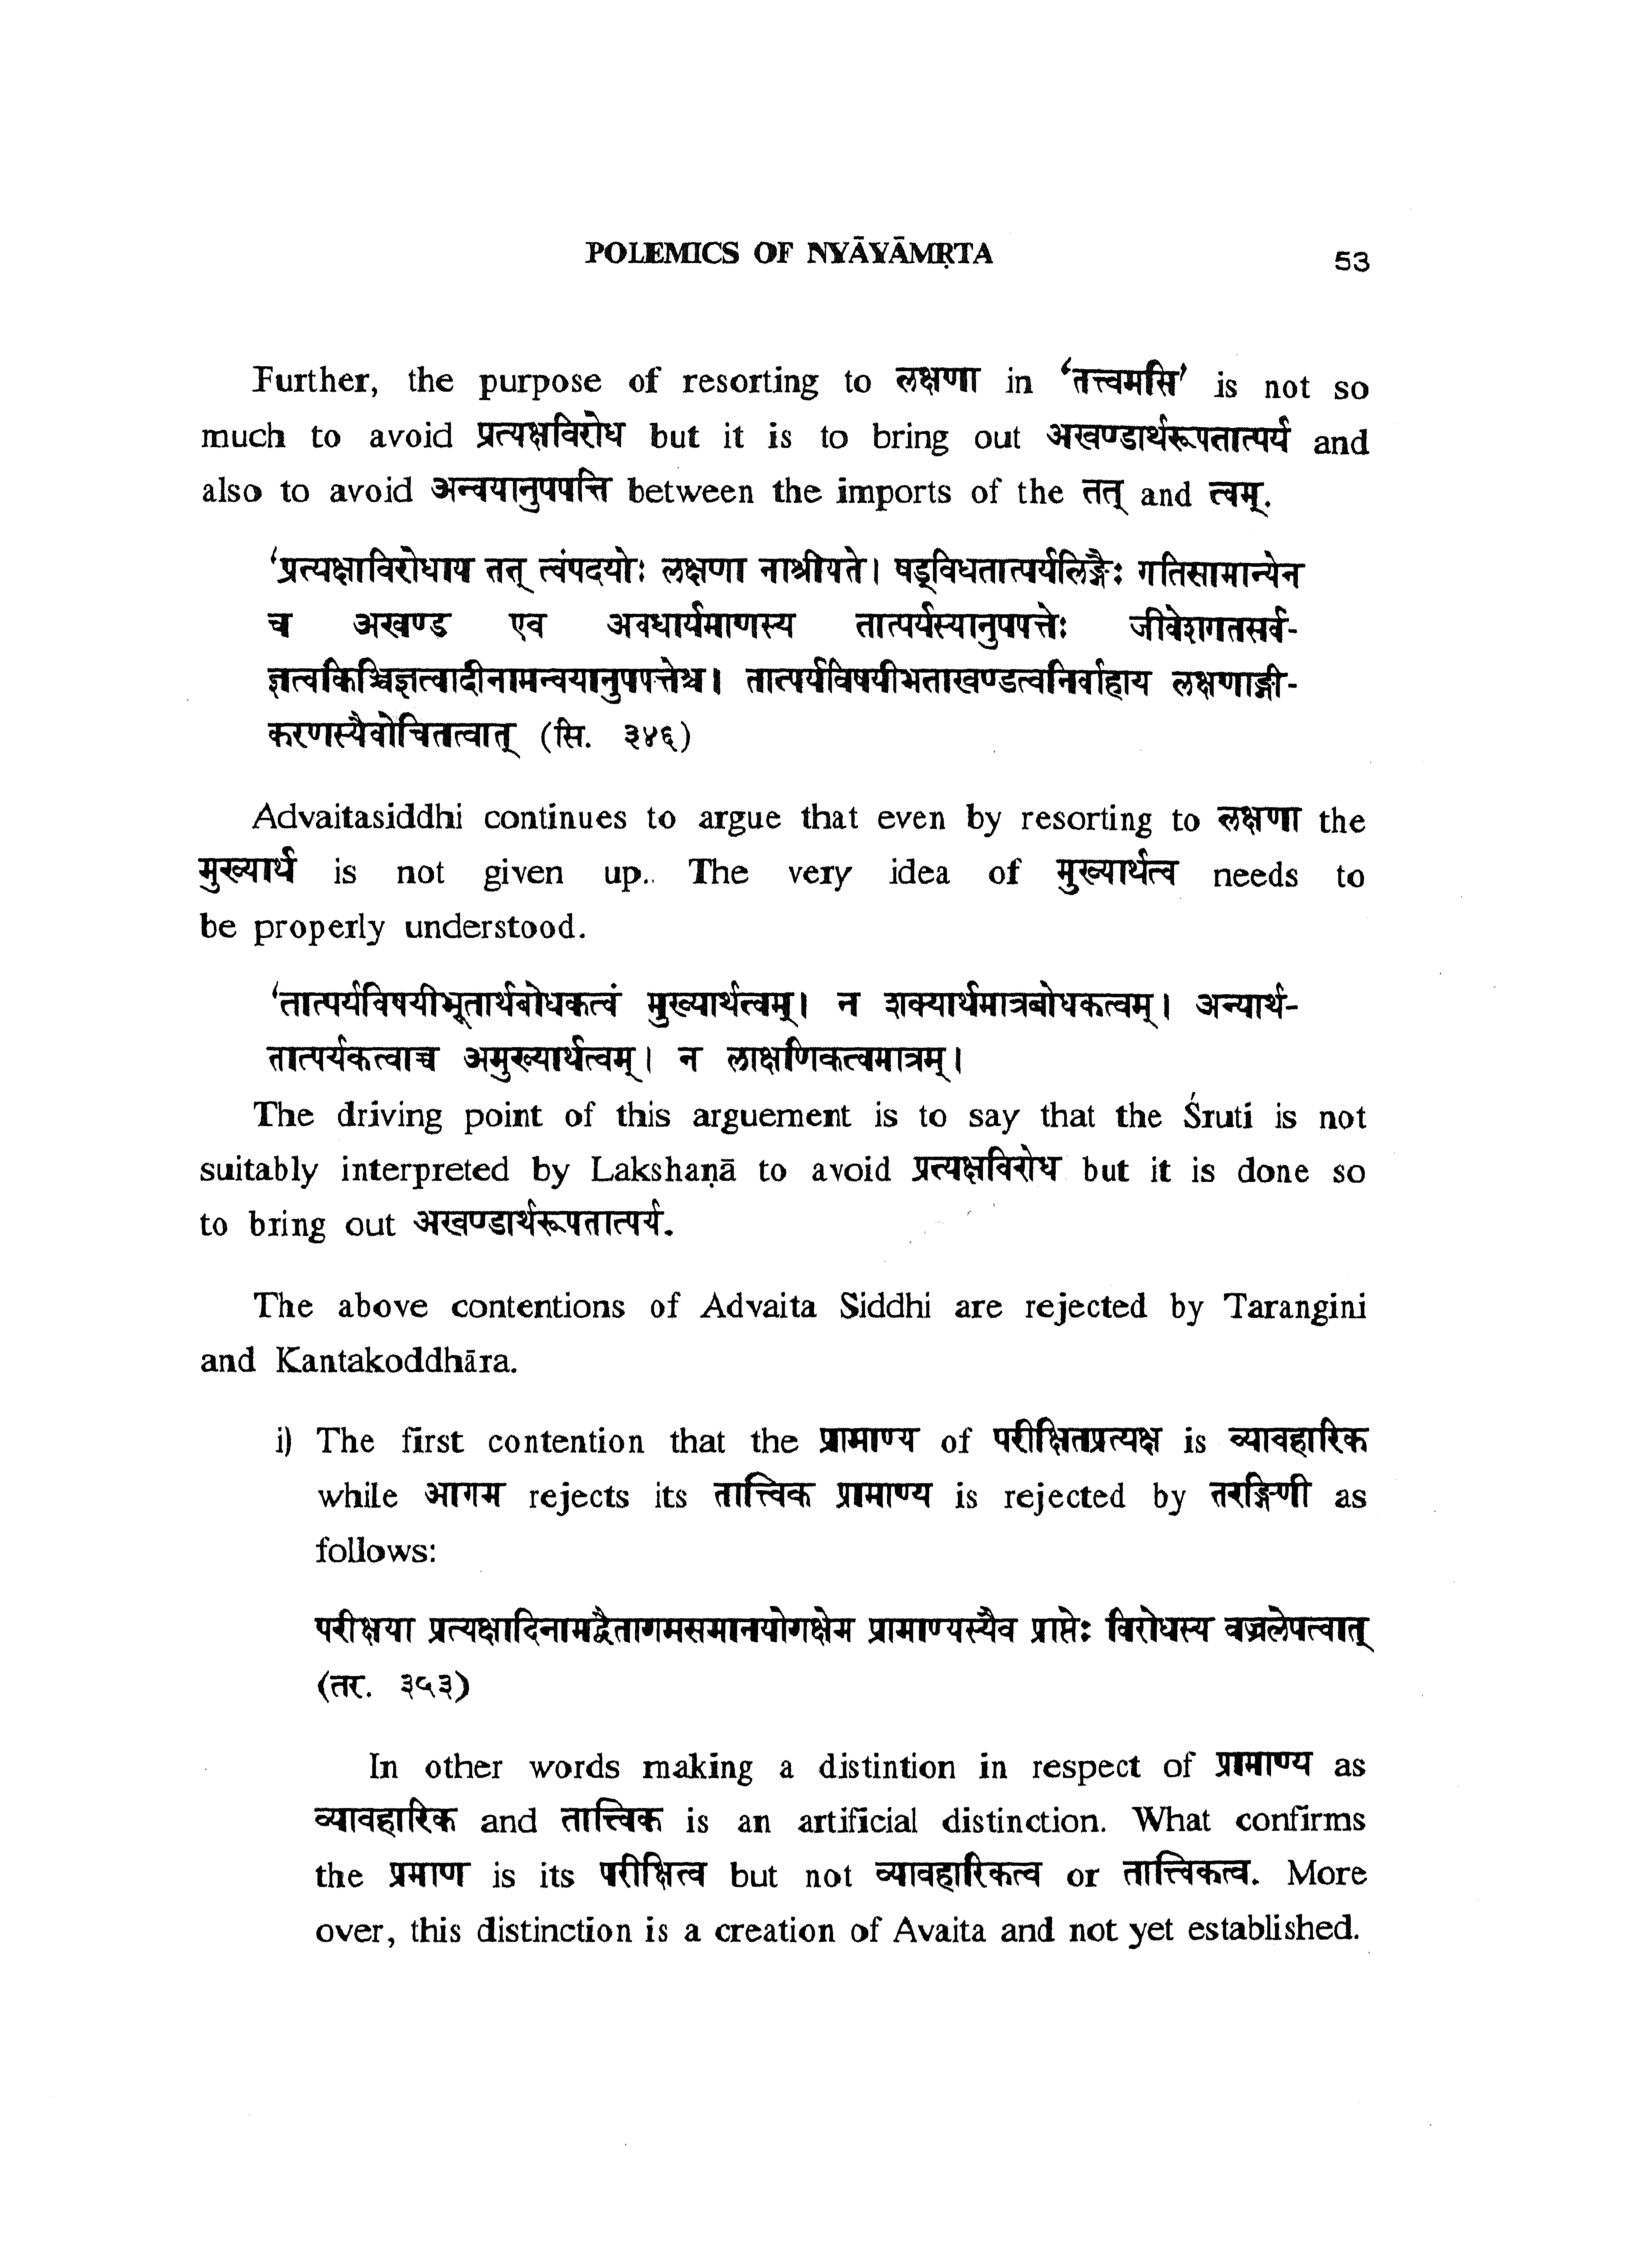 POLEMICS OF NYĀYĀMṚTA 53
Further, the purpose of resorting to लक्षणा in ‘तत्त्वमसि’ is not so
much to avoid प्रत्यक्षविरोध but it is to bring out अखण्डार्थरूपतात्पर्य and
also to avoid अन्वयानुपपत्ति between the imports of the तत् and त्वम्.
‘प्रत्यक्षाविरोधाय तत् त्वंपदयोः लक्षणा नाश्रीयते। षड्विधतात्पर्यलिङ्गैः गतिसामान्येन
च अखण्ड एव अवधार्यमाणस्य तात्पर्यस्यानुपपत्तेः जीवेशगतसर्व-
ज्ञत्वकिञ्चिज्ञत्वादीनामन्वयानुपपत्तेश्च। तात्पर्यविषयीभताखण्डत्वनिर्वाहाय लक्षणाङ्गी-
करणस्यैवोचितत्वात् (सि. ३४६)
Advaitasiddhi continues to argue that even by resorting to लक्षणा the
मुख्यार्थ is not given up.. The very idea of मुख्यार्थत्व needs to
be properly understood.
‘तात्पर्यविषयीभूतार्थबोधकत्वं मुख्यार्थत्वम्। न शक्यार्थमात्रबोधकत्वम्। अन्यार्थ-
तात्पर्यकत्वाच्च अमुख्यार्थत्वम्। न लाक्षणिकत्वमात्रम्।
The driving point of this arguement is to say that the Śruti is not
suitably interpreted by Lakshaṇā to avoid प्रत्यक्षविरोध but it is done so
to bring out अखण्डार्थरूपतात्पर्य.
The above contentions of Advaita Siddhi are rejected by Tarangini
and Kantakoddhāra.
i) The first contention that the प्रामाण्य of परीक्षितप्रत्यक्ष is व्यावहारिक
while आगम rejects its तात्त्विक प्रामाण्य is rejected by तरङ्गिणी as
follows:
परीक्षया प्रत्यक्षादिनामद्वैतागमसमानयोगक्षेम प्रामाण्यस्यैव प्राप्तेः विरोधस्य वज्रलेपत्वात्
(तर. ३५३)
In other words making a distintion in respect of प्रामाण्य as
व्यावहारिक and तात्त्विक is an artificial distinction. What confirms
the प्रमाण is its परीक्षित्व but not व्यावहारिकत्व or तात्त्विकत्व. More
over, this distinction is a creation of Avaita and not yet established.